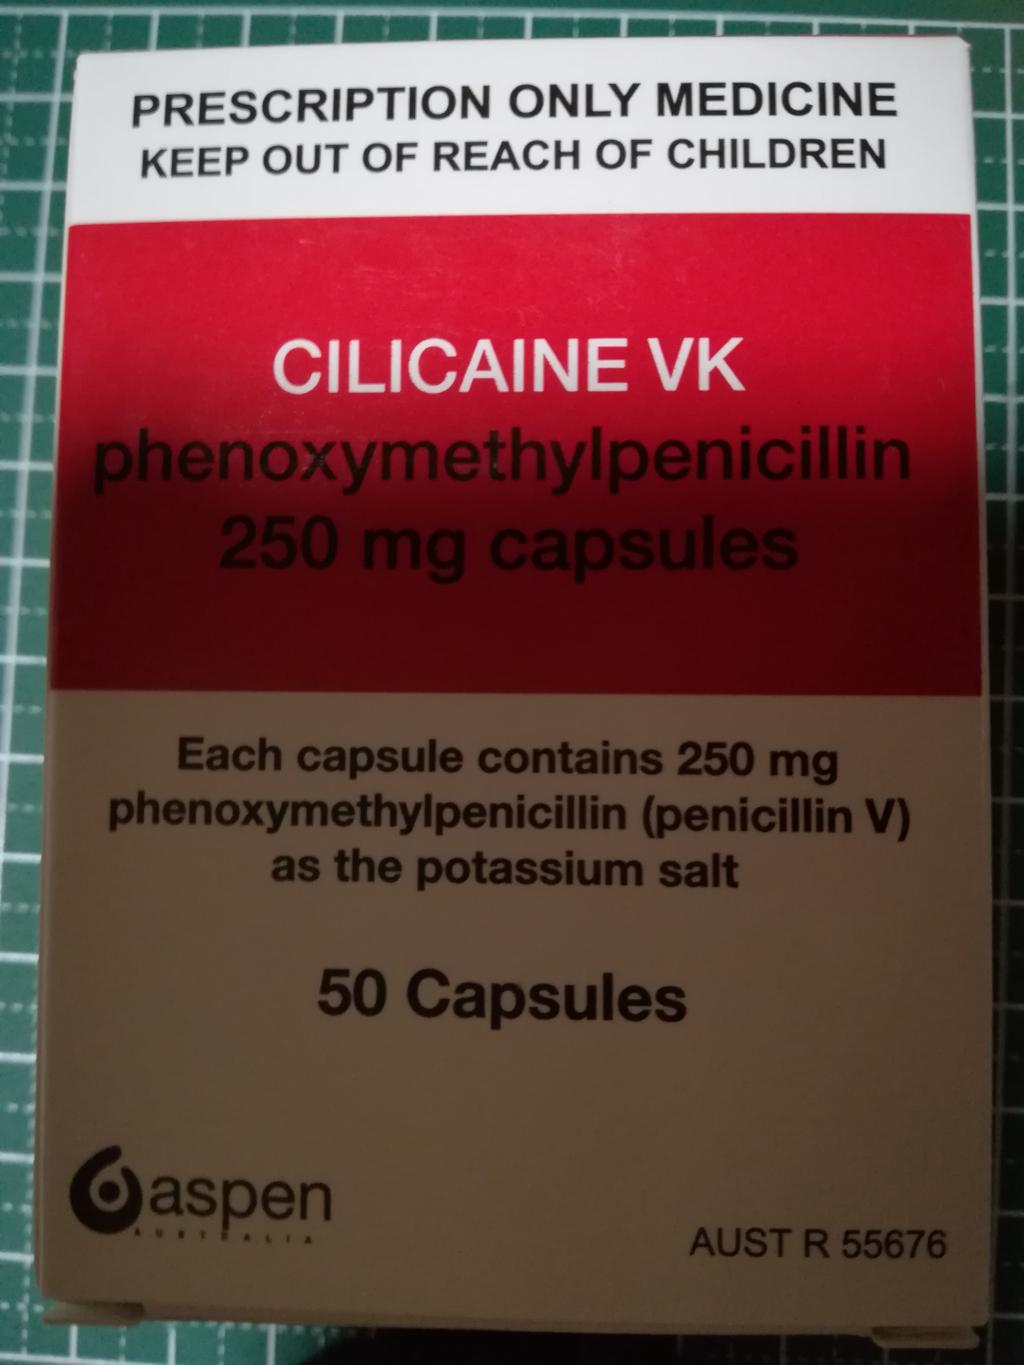 PRESCRIPTION ONLY MEDICINE
KEEP OUT OF REACH OF CHILDREN
CILICAINE VK
phenoxymethylpenicillin
250 mg capsules
Each capsule contains 250 mg
phenoxymethylpenicillin (penicillin V)
as the potassium salt
50 Capsules
aspen
AUSTRALIA
AUST R 55676